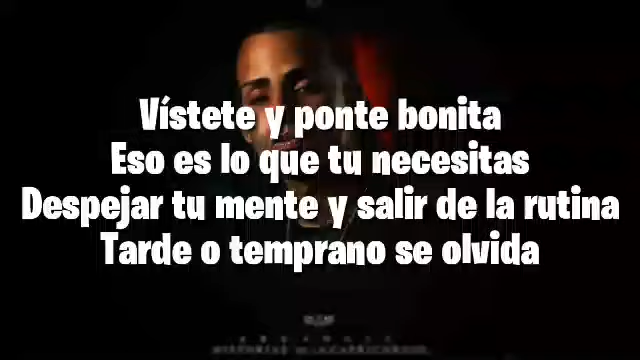 Vístete y ponte bonita
Eso es lo que tu necesitas
Despejar tu mente y salir de la rutina
Tarde o temprano se olvida